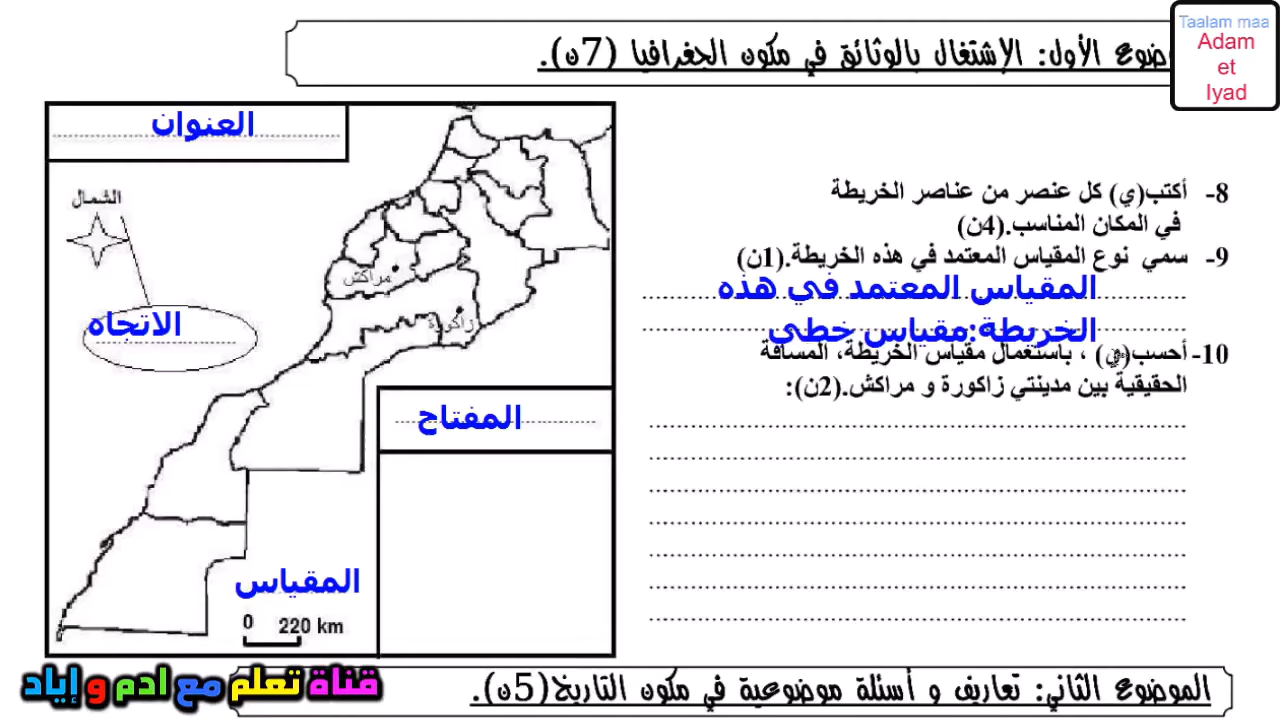 Taalam maa
Adam
et
Iyad
الأول: الإشتغال بالوثائق في مكون الجغرافيا (7ن).
العنوان
الشمال
الاتجاه
مراكش
زاكورة
المفتاح
المقياس
0 220 km
8- أكتب(ي) كل عنصر من عناصر الخريطة
في المكان المناسب.(4ن)
9- سمي نوع المقياس المعتمد في هذه الخريطة.(1ن)
المقياس المعتمد في هذه
الخريطة:مقياس خطي
10- أحسب(ي) ، باستعمال مقياس الخريطة، المسافة
الحقيقية بين مدينتي زاكورة و مراكش.(2ن):
قناة تعلم مع ادم و إياد
الموضوع الثاني: تعاريف و أسئلة موضوعية في مكون التاريخ(5ن).